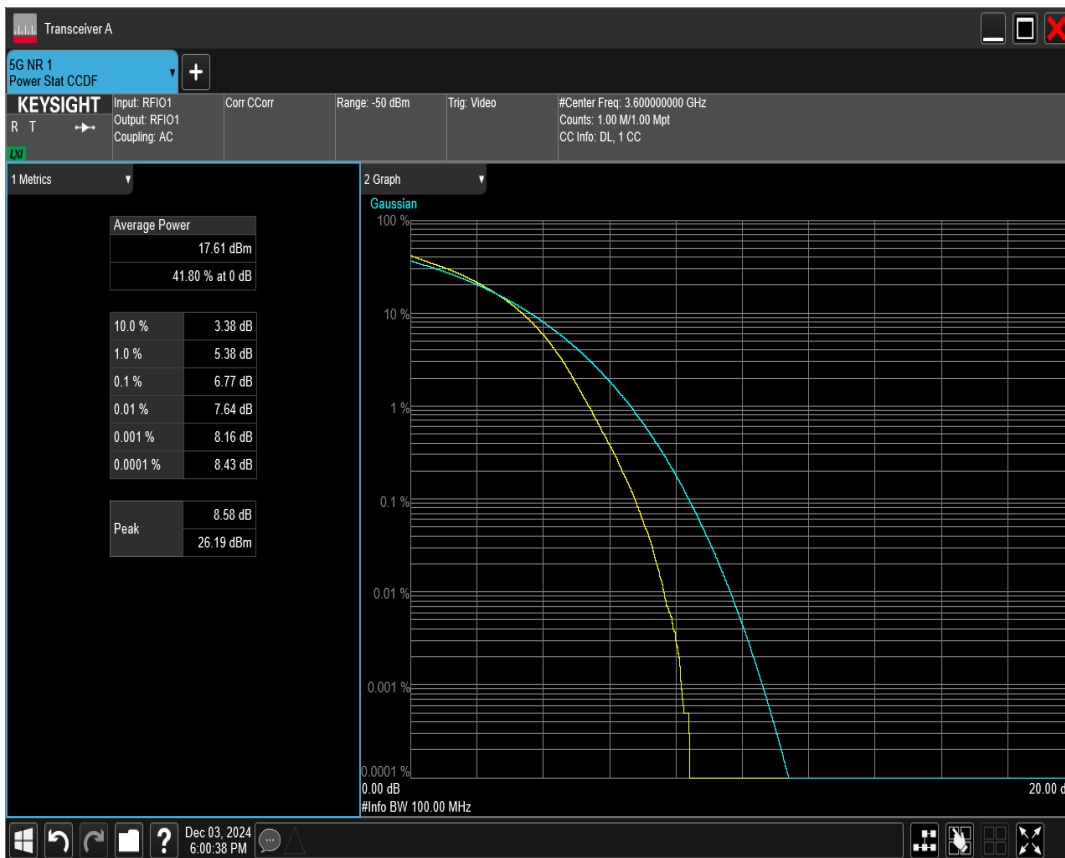 Transceiver A
5G NR 1
Power Stat CCDF
KEYSIGHT
R T
LXI
Input: RFIO1
Output: RFIO1
Coupling: AC
Corr CCorr
Range: -50 dBm
Trig: Video
#Center Freq: 3.600000000 GHz
Counts: 1.00 M/1.00 Mpt
CC Info: DL, 1 CC
1 Metrics
Average Power
17.61 dBm
41.80 % at 0 dB
10.0 % 3.38 dB
1.0 % 5.38 dB
0.1 % 6.77 dB
0.01 % 7.64 dB
0.001 % 8.16 dB
0.0001 % 8.43 dB
Peak 8.58 dB
26.19 dBm
2 Graph
Gaussian
100 %
10 %
1 %
0.1 %
0.01 %
0.001 %
0.0001 %
0.00 dB 20.00 d
#Info BW 100.00 MHz
Dec 03, 2024
6:00:38 PM